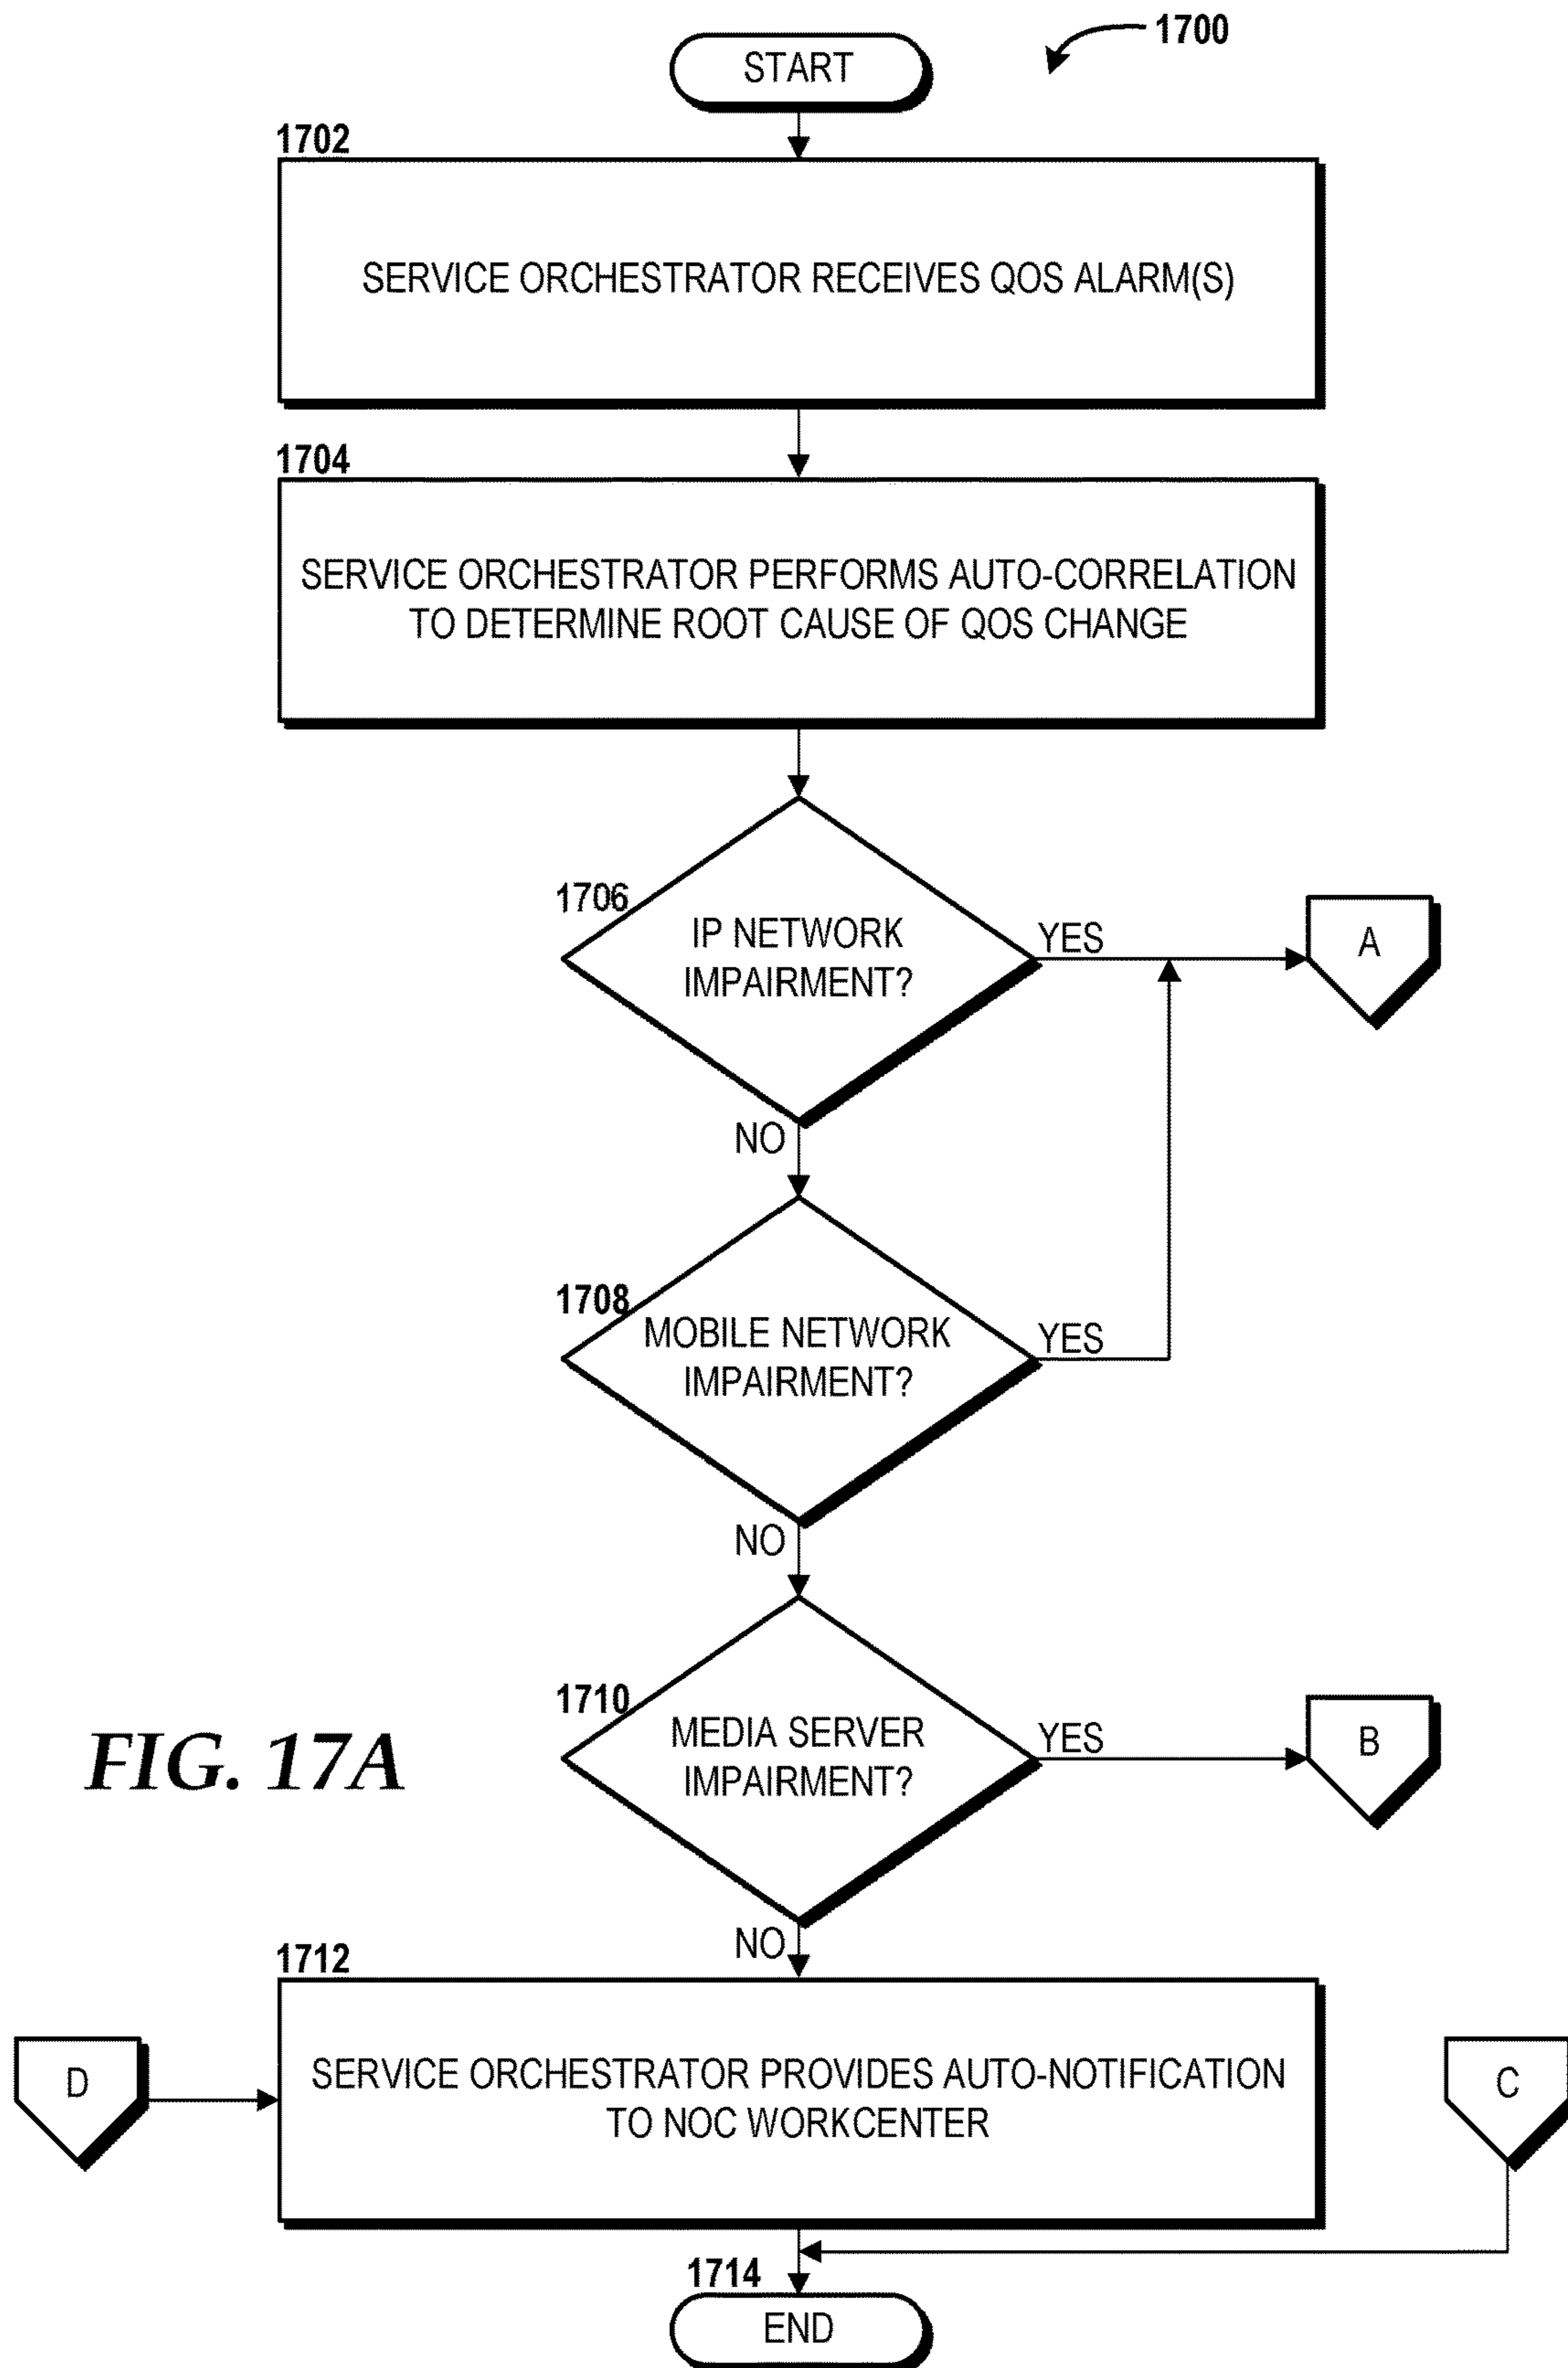 1700
START
1702
SERVICE ORCHESTRATOR RECEIVES QOS ALARM(S)
1704
SERVICE ORCHESTRATOR PERFORMS AUTO-CORRELATION
TO DETERMINE ROOT CAUSE OF QOS CHANGE
1706
IP NETWORK
IMPAIRMENT?
YES
A
NO
1708
MOBILE NETWORK
IMPAIRMENT?
YES
NO
1710
MEDIA SERVER
IMPAIRMENT?
YES
B
FIG. 17A
NO
1712
D
SERVICE ORCHESTRATOR PROVIDES AUTO-NOTIFICATION
TO NOC WORKCENTER
C
1714
END